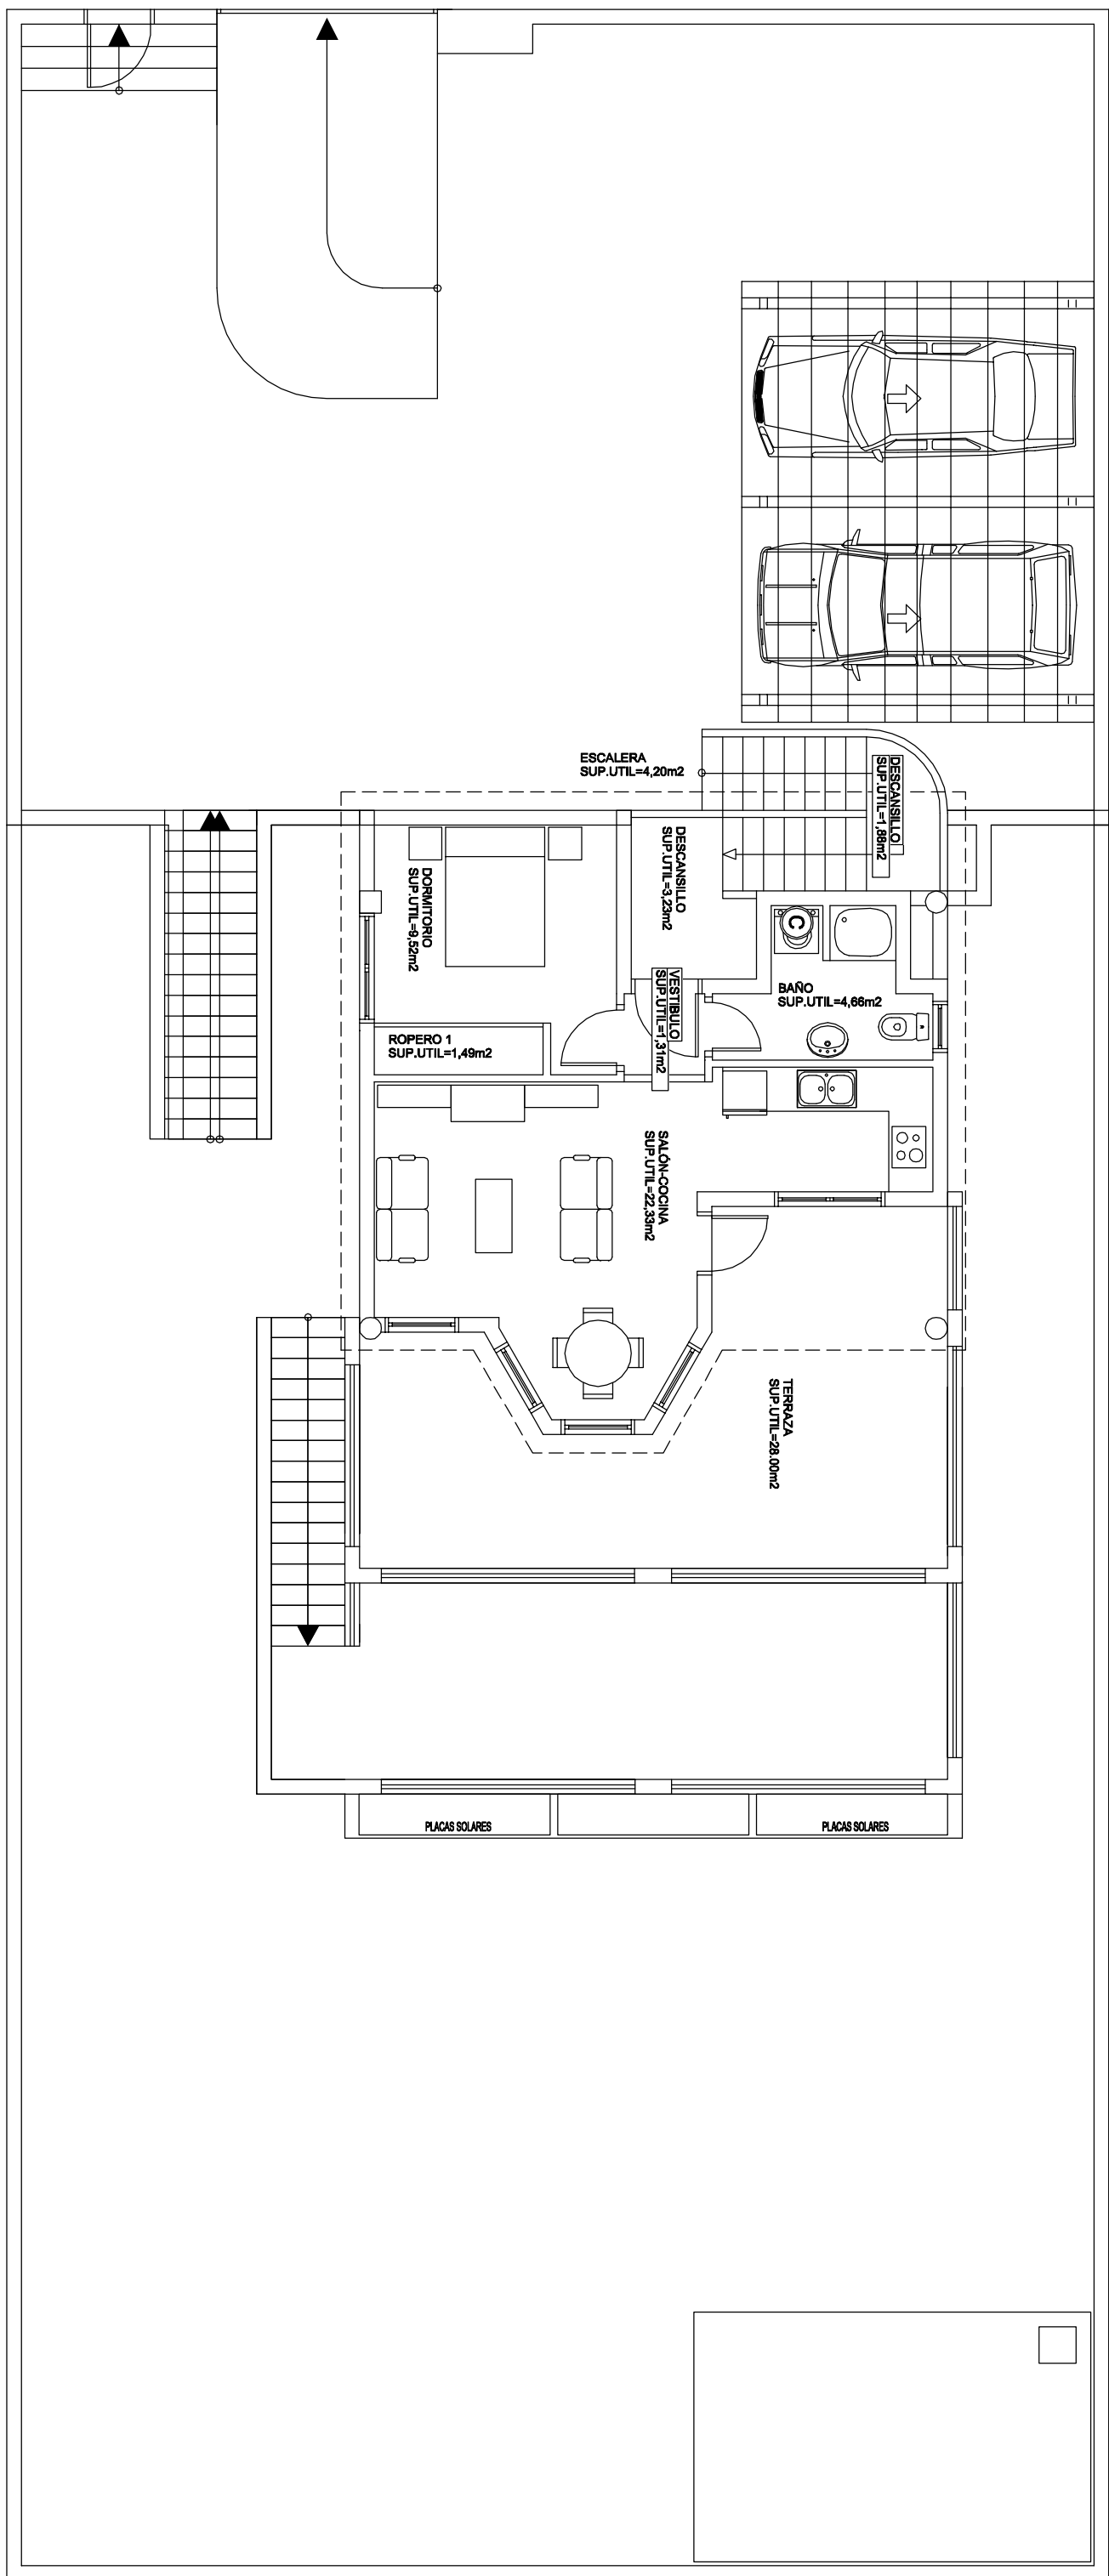 ESCALERA
SUP.UTIL=4,20m2
DESCANSILLO
SUP.UTIL=1,88m2
DESCANSILLO
SUP.UTIL=3,23m2
DORMITORIO
SUP.UTIL=9,52m2
C
BAÑO
SUP.UTIL=4,66m2
VESTIBULO
SUP.UTIL=1,31m2
ROPERO 1
SUP.UTIL=1,49m2
SALÓN-COCINA
SUP.UTIL=22,33m2
TERRAZA
SUP.UTIL=28.00m2
PLACAS SOLARES
PLACAS SOLARES